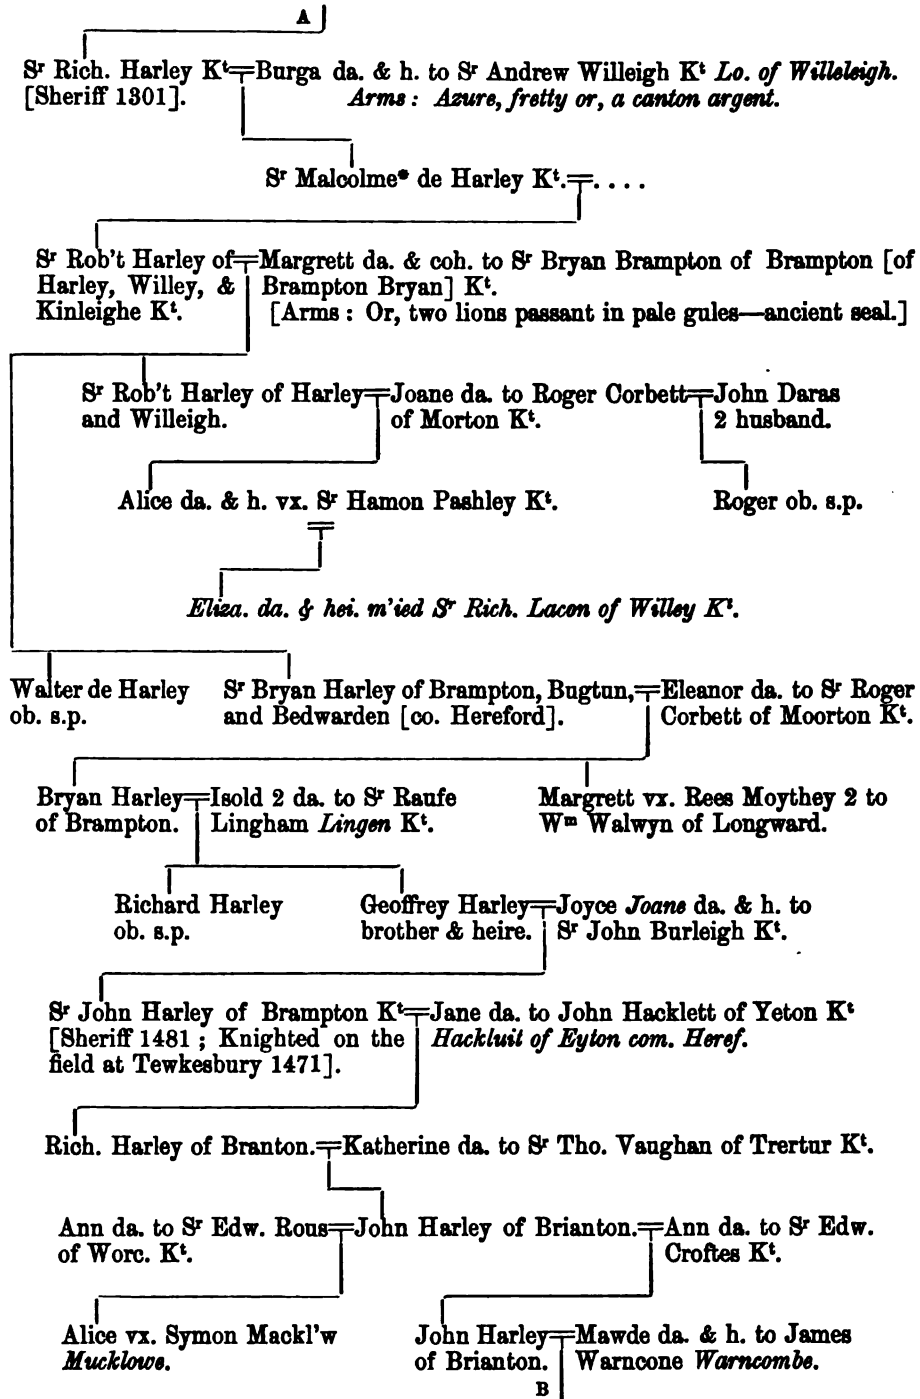 A
Sr Rich. Harley Kt=Burga da. & h. to Sr Andrew Willeigh Kt Lo. of Willeleigh.
[Sheriff 1301]. Arms: Azure, fretty or, a canton argent.
Sr Malcolme* de Harley Kt.=. . . .
Sr Rob't Harley of=Margrett da. & coh. to Sr Bryan Brampton of Brampton [of
Harley, Willey, & Brampton Bryan] Kt.
Kinleighe Kt. [Arms: Or, two lions passant in pale gules—ancient seal.]
Sr Rob't Harley of Harley=Joane da. to Roger Corbett=John Daras
and Willeigh. of Morton Kt. 2 husband.
Alice da. & h. vx. Sr Hamon Pashley Kt. Roger ob. s.p.
Eliza. da. & hei. m'ied Sr Rich. Lacon of Willey Kt.
Walter de Harley Sr Bryan Harley of Brampton, Bugtun,=Eleanor da. to Sr Roger
ob. s.p. and Bedwarden [co. Hereford]. Corbett of Moorton Kt.
Bryan Harley=Isold 2 da. to Sr Raufe Margrett vx. Rees Moythey 2 to
of Brampton. Lingham Lingen Kt. Wm Walwyn of Longward.
Richard Harley Geoffrey Harley=Joyce Joane da. & h. to
ob. s.p. brother & heire. Sr John Burleigh Kt.
Sr John Harley of Brampton Kt=Jane da. to John Hacklett of Yeton Kt
[Sheriff 1481; Knighted on the Hackluit of Eyton com. Heref.
field at Tewkesbury 1471].
Rich. Harley of Branton.=Katherine da. to Sr Tho. Vaughan of Trertur Kt.
Ann da. to Sr Edw. Rous=John Harley of Brianton.=Ann da. to Sr Edw.
of Worc. Kt. Croftes Kt.
Alice vx. Symon Mackl'w John Harley=Mawde da. & h. to James
Mucklowe. of Brianton. Warncone Warncombe.
B